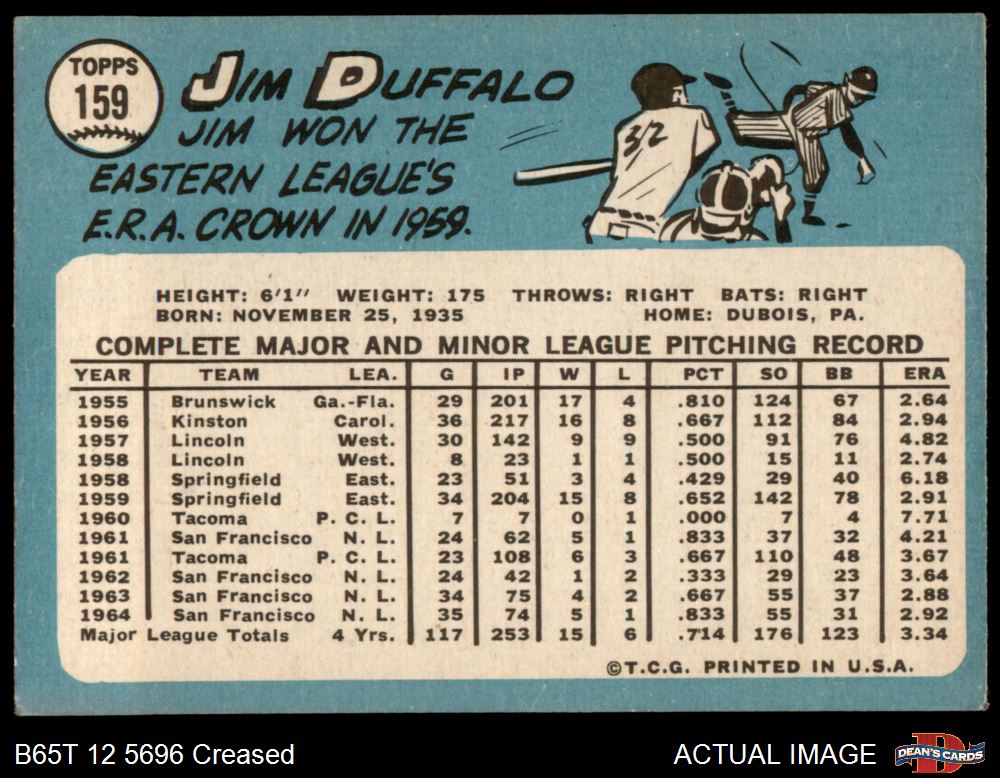 TOPPS
159
JIM DUFFALO
JIM WON THE
EASTERN LEAGUE'S
E.R.A. CROWN IN 1959.
32
HEIGHT: 6'1" WEIGHT: 175 THROWS: RIGHT BATS: RIGHT
BORN: NOVEMBER 25, 1935 HOME: DUBOIS, PA.
COMPLETE MAJOR AND MINOR LEAGUE PITCHING RECORD
YEAR TEAM LEA. G IP W L PCT SO BB ERA
1955 Brunswick Ga.-Fla. 29 201 17 4 .810 124 67 2.64
1956 Kinston Carol. 36 217 16 8 .667 112 84 2.94
1957 Lincoln West. 30 142 9 9 .500 91 76 4.82
1958 Lincoln West. 8 23 1 1 .500 15 11 2.74
1958 Springfield East. 23 51 3 4 .429 29 40 6.18
1959 Springfield East. 34 204 15 8 .652 142 78 2.91
1960 Tacoma P. C. L. 7 7 0 1 .000 7 4 7.71
1961 San Francisco N. L. 24 62 5 1 .833 37 32 4.21
1961 Tacoma P. C. L. 23 108 6 3 .667 110 48 3.67
1962 San Francisco N. L. 24 42 1 2 .333 29 23 3.64
1963 San Francisco N. L. 34 75 4 2 .667 55 37 2.88
1964 San Francisco N. L. 35 74 5 1 .833 55 31 2.92
Major League Totals 4 Yrs. 117 253 15 6 .714 176 123 3.34
©T.C.G. PRINTED IN U.S.A.
B65T 12 5696 Creased ACTUAL IMAGE DEAN'S CARDS